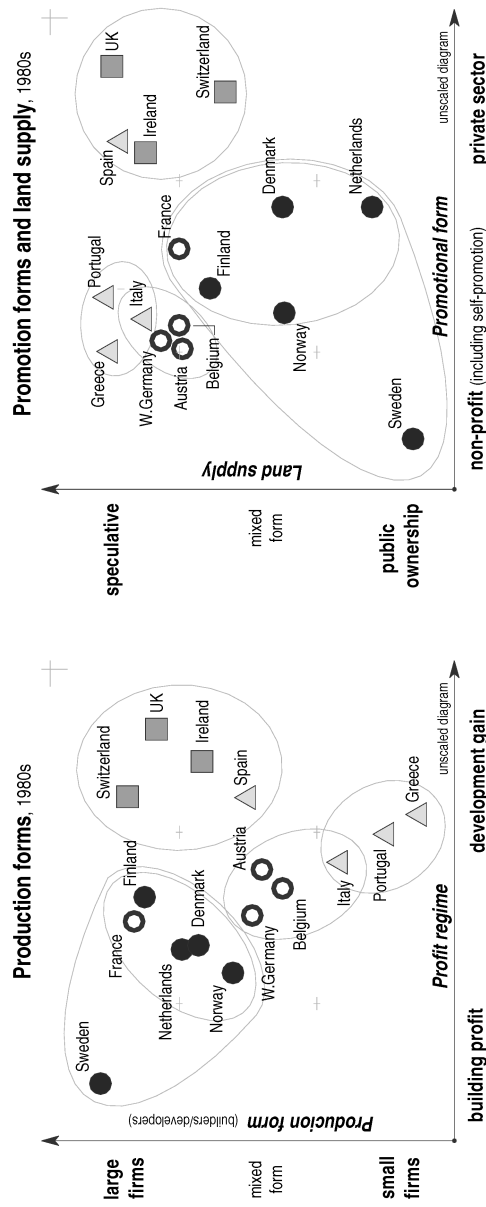 Production forms, 1980s
large
firms
mixed
form
small
firms
Producion form
(builders/developers)
Sweden
France
Finland
Netherlands
Denmark
Norway
W.Germany
Austria
Belgium
Switzerland
UK
Ireland
Spain
Italy
Portugal
Greece
Profit regime
unscaled diagram
building profit
development gain
Promotion forms and land supply, 1980s
speculative
mixed
form
public
ownership
Land supply
Greece
Portugal
Italy
W.Germany
Austria
Belgium
France
Finland
Norway
Denmark
Netherlands
Sweden
Spain
Ireland
UK
Switzerland
Promotional form
unscaled diagram
non-profit (including self-promotion)
private sector